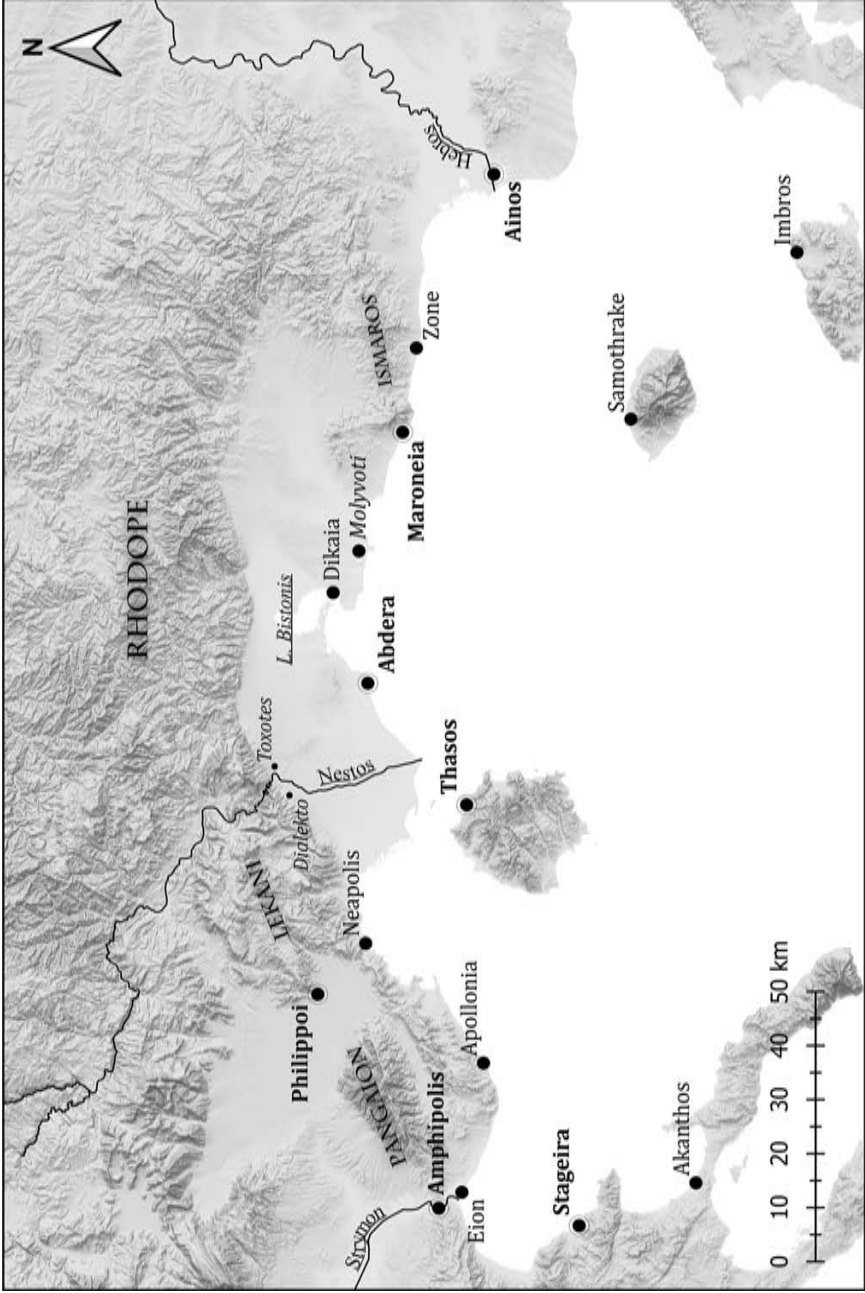 N
RHODOPE
Hebros
Ainos
ISMAROS
Zone
Maroneia
Molyvoti
Dikaia
L. Bistonis
Abdera
Toxotes
Nestos
Dialekto
LEKANI
Neapolis
Philippoi
PANGAION
Apollonia
Amphipolis
Eion
Strymon
Thasos
Samothrake
Imbros
Stageira
Akanthos
0 10 20 30 40 50 km